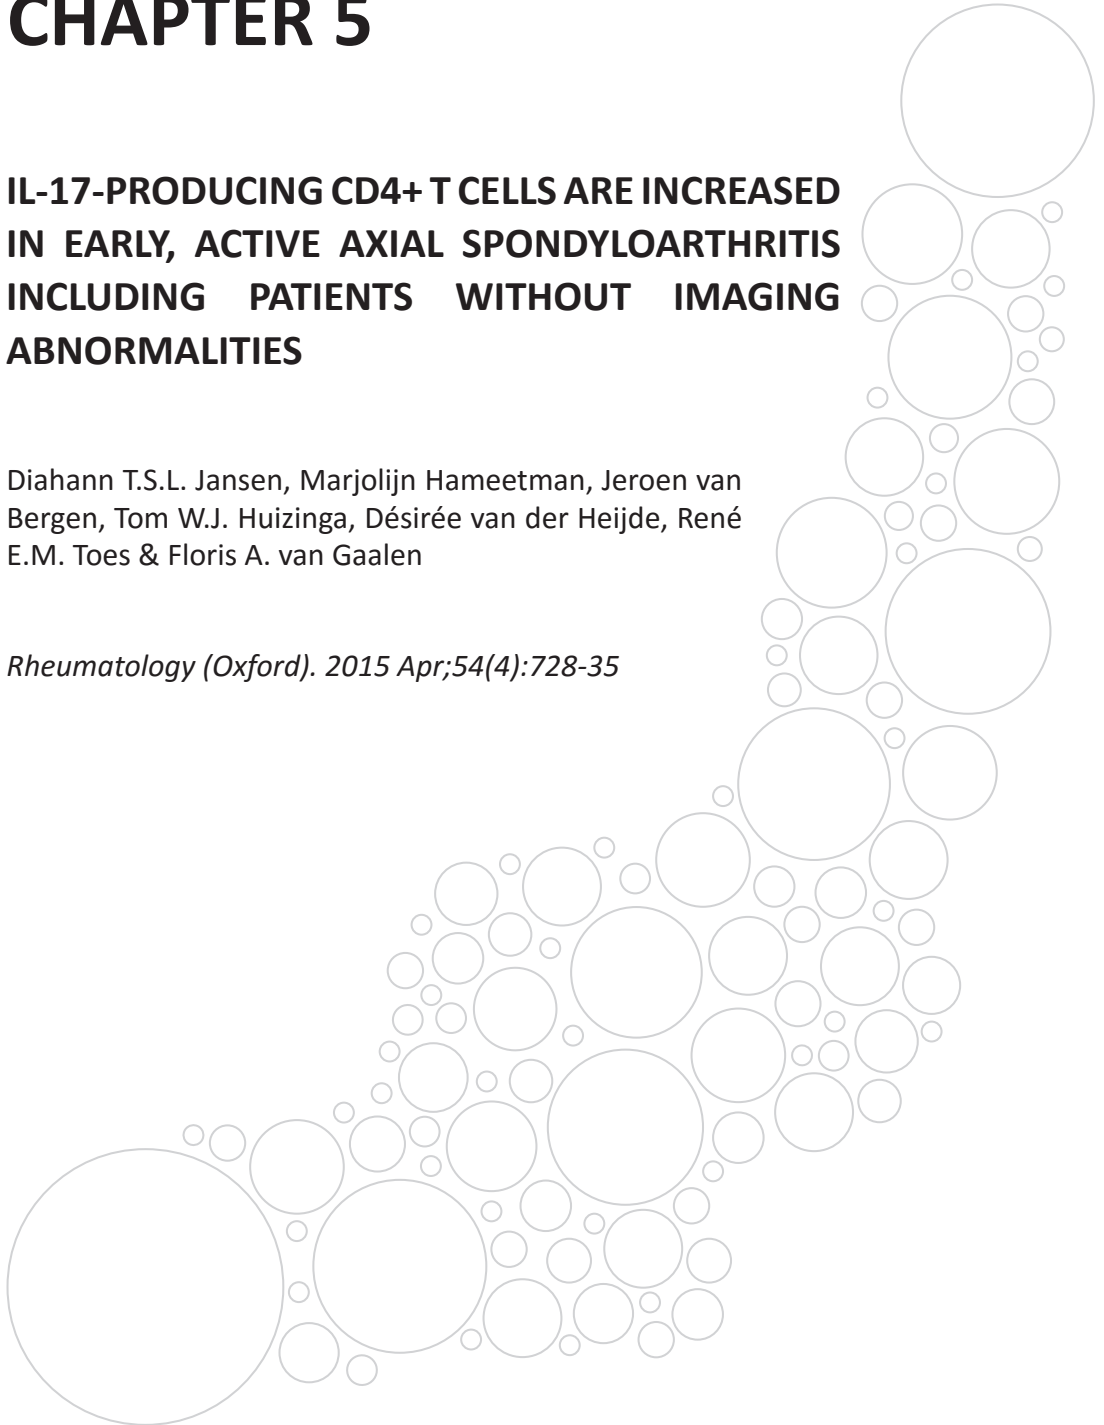 CHAPTER 5
IL-17-PRODUCING CD4+ T CELLS ARE INCREASED
IN EARLY, ACTIVE AXIAL SPONDYLOARTHRITIS
INCLUDING PATIENTS WITHOUT IMAGING
ABNORMALITIES
Diahann T.S.L. Jansen, Marjolijn Hameetman, Jeroen van
Bergen, Tom W.J. Huizinga, Désirée van der Heijde, René
E.M. Toes & Floris A. van Gaalen
Rheumatology (Oxford). 2015 Apr;54(4):728-35